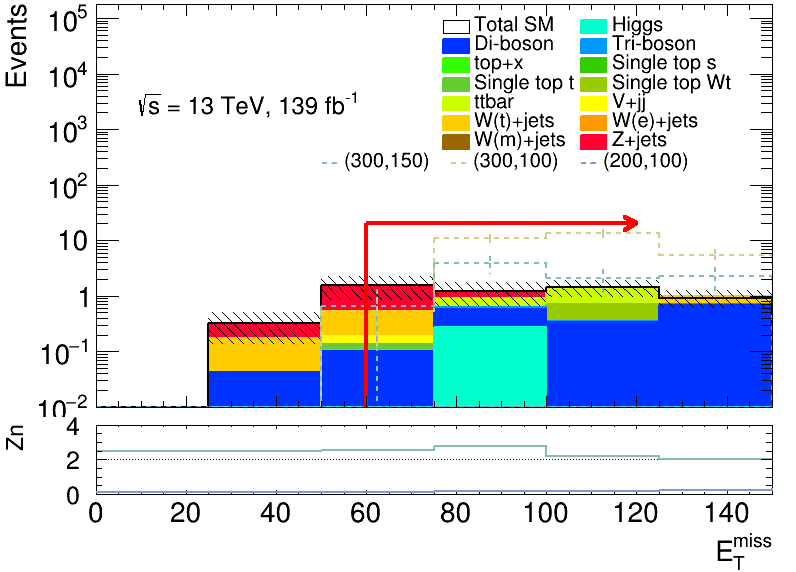 Events
10⁵
10⁴
10³
10²
10
1
10⁻¹
10⁻²
√s = 13 TeV, 139 fb⁻¹
Total SM Higgs
Di-boson Tri-boson
top+x Single top s
Single top t Single top Wt
ttbar V+jj
W(t)+jets W(e)+jets
W(m)+jets Z+jets
(300,150) (300,100) (200,100)
Zn
4
2
0
0 20 40 60 80 100 120 140
E_T^miss